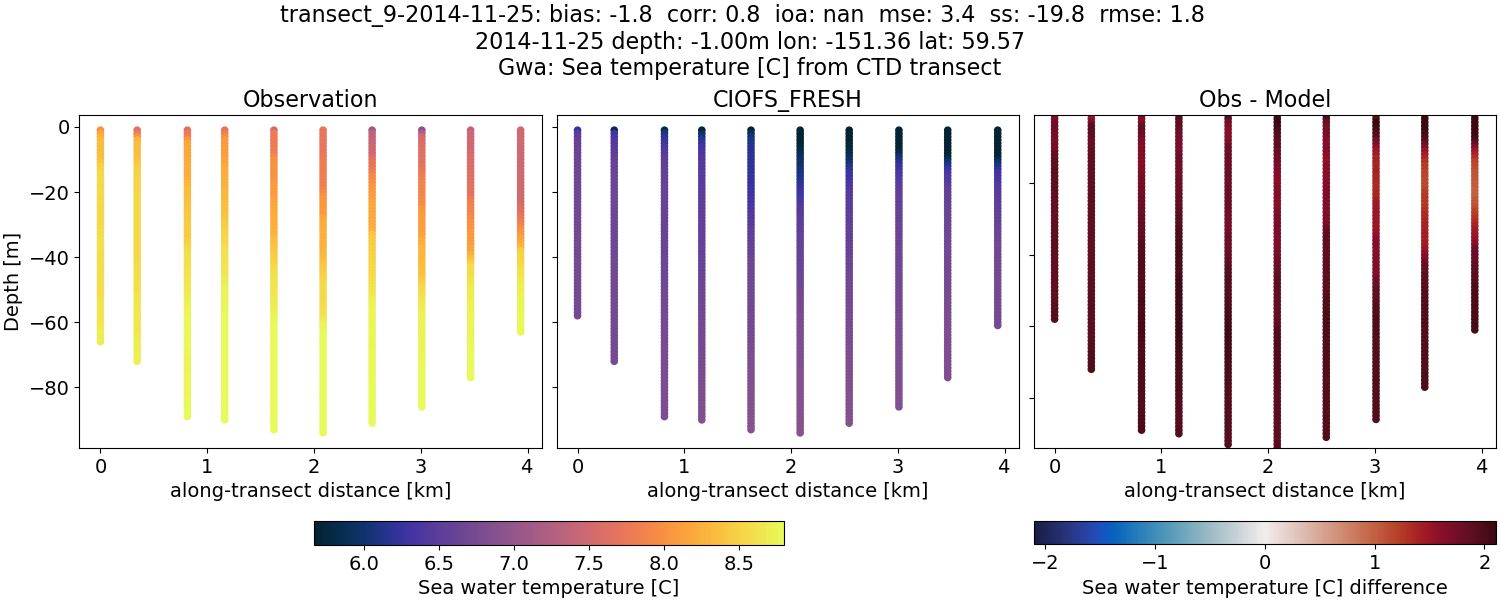 transect_9-2014-11-25: bias: -1.8  corr: 0.8  ioa: nan  mse: 3.4  ss: -19.8  rmse: 1.8
2014-11-25 depth: -1.00m lon: -151.36 lat: 59.57
Gwa: Sea temperature [C] from CTD transect
Observation
CIOFS_FRESH
Obs - Model
Depth [m]
0
−20
−40
−60
−80
0 1 2 3 4
0 1 2 3 4
0 1 2 3 4
along-transect distance [km]
along-transect distance [km]
along-transect distance [km]
6.0 6.5 7.0 7.5 8.0 8.5
Sea water temperature [C]
−2 −1 0 1 2
Sea water temperature [C] difference